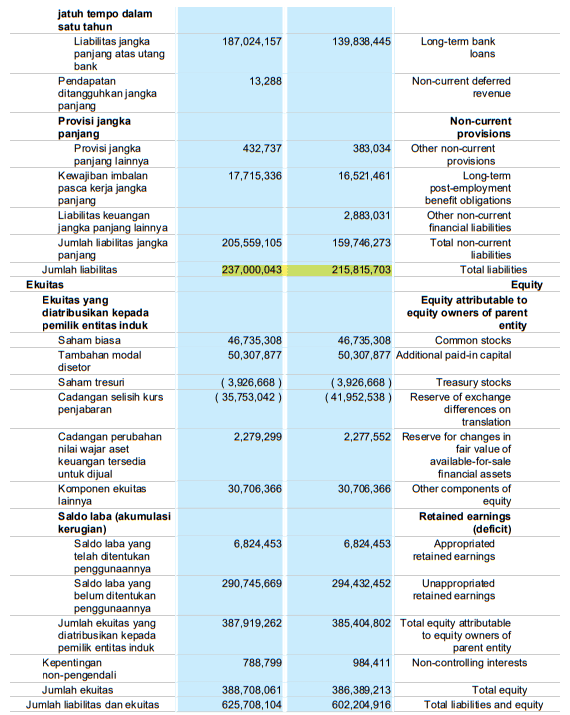 jatuh tempo dalam
satu tahun
Liabilitas jangka 187,024,157 139,838,445 Long-term bank
panjang atas utang loans
bank
Pendapatan 13,288 Non-current deferred
ditangguhkan jangka revenue
panjang
Provisi jangka Non-current
panjang provisions
Provisi jangka 432,737 383,034 Other non-current
panjang lainnya provisions
Kewajiban imbalan 17,715,336 16,521,461 Long-term
pasca kerja jangka post-employment
panjang benefit obligations
Liabilitas keuangan 2,883,031 Other non-current
jangka panjang lainnya financial liabilities
Jumlah liabilitas jangka 205,559,105 159,746,273 Total non-current
panjang liabilities
Jumlah liabilitas 237,000,043 215,815,703 Total liabilities
Ekuitas Equity
Ekuitas yang Equity attributable to
diatribusikan kepada equity owners of parent
pemilik entitas induk entity
Saham biasa 46,735,308 46,735,308 Common stocks
Tambahan modal 50,307,877 50,307,877 Additional paid-in capital
disetor
Saham tresuri ( 3,926,668 ) ( 3,926,668 ) Treasury stocks
Cadangan selisih kurs ( 35,753,042 ) ( 41,952,538 ) Reserve of exchange
penjabaran differences on
translation
Cadangan perubahan 2,279,299 2,277,552 Reserve for changes in
nilai wajar aset fair value of
keuangan tersedia available-for-sale
untuk dijual financial assets
Komponen ekuitas 30,706,366 30,706,366 Other components of
lainnya equity
Saldo laba (akumulasi Retained earnings
kerugian) (deficit)
Saldo laba yang 6,824,453 6,824,453 Appropriated
telah ditentukan retained earnings
penggunaannya
Saldo laba yang 290,745,669 294,432,452 Unappropriated
belum ditentukan retained earnings
penggunaannya
Jumlah ekuitas yang 387,919,262 385,404,802 Total equity attributable
diatribusikan kepada to equity owners of
pemilik entitas induk parent entity
Kepentingan 788,799 984,411 Non-controlling interests
non-pengendali
Jumlah ekuitas 388,708,061 386,389,213 Total equity
Jumlah liabilitas dan ekuitas 625,708,104 602,204,916 Total liabilities and equity